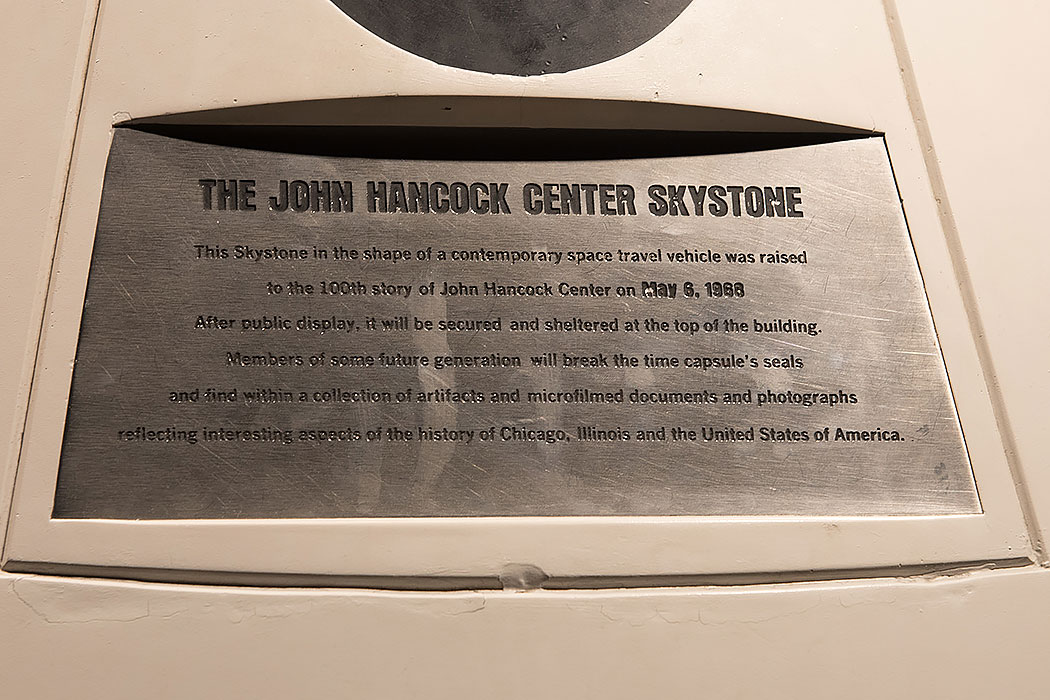 THE JOHN HANCOCK CENTER SKYSTONE
This Skystone in the shape of a contemporary space travel vehicle was raised
to the 100th story of John Hancock Center on May 6, 1968
After public display, it will be secured and sheltered at the top of the building.
Members of some future generation will break the time capsule's seals
and find within a collection of artifacts and microfilmed documents and photographs
reflecting interesting aspects of the history of Chicago, Illinois and the United States of America.